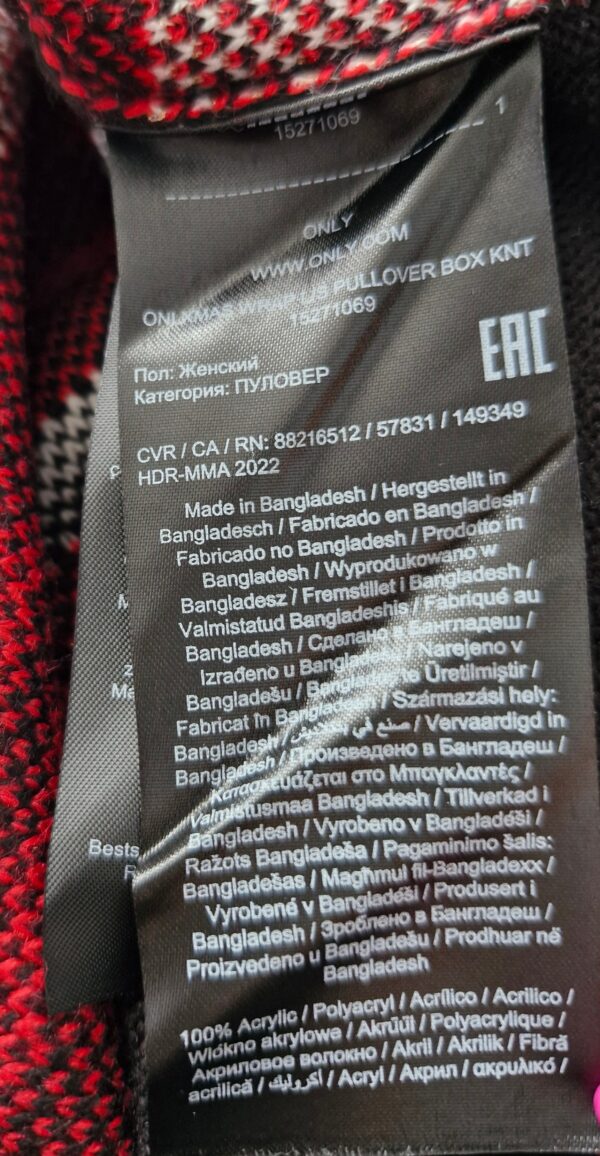 15271069
1
ONLY
WWW.ONLY.COM
ONLXMAS WRAP US PULLOVER BOX KNT
15271069
EAC
Пол: Женский
Категория: ПУЛОВЕР
CVR / CA / RN: 88216512 / 57831 / 149349
HDR-MMA 2022
Made in Bangladesh / Hergestellt in
Bangladesch / Fabricado en Bangladesh /
Fabricado no Bangladesh / Prodotto in
Bangladesh / Wyprodukowano w
Bangladesz / Fremstillet i Bangladesh /
Valmistatud Bangladeshis / Fabriqué au
Bangladesh / Сделано в Бангладеш /
Izrađeno u / Narejeno v
Bangladešu / Üretilmiştir /
Fabricat în Bangladesh / Származási hely:
Bangladesh / صنع في / Vervaardigd in
Bangladesh / Произведено в Бангладеш /
Κατασκευάζεται στο Μπαγκλαντές /
Valmistusmaa Bangladesh / Tillverkad i
Bangladesh / Vyrobeno v Bangladéši /
Ražots Bangladeša / Pagaminimo šalis:
Bangladešas / Magħmul fil-Bangladexx /
Vyrobené v Bangladéši / Produsert i
Bangladesh / Зроблено в Бангладеш /
Proizvedeno u Bangladešu / Prodhuar në
Bangladesh
100% Acrylic / Polyacryl / Acrílico / Acrilico /
Włókno akrylowe / Akrüül / Polyacrylique /
Акриловое волокно / Akril / Akrilik / Fibră
acrilică / أكروليك / Acryl / Акрил / ακρυλικό /
Bests